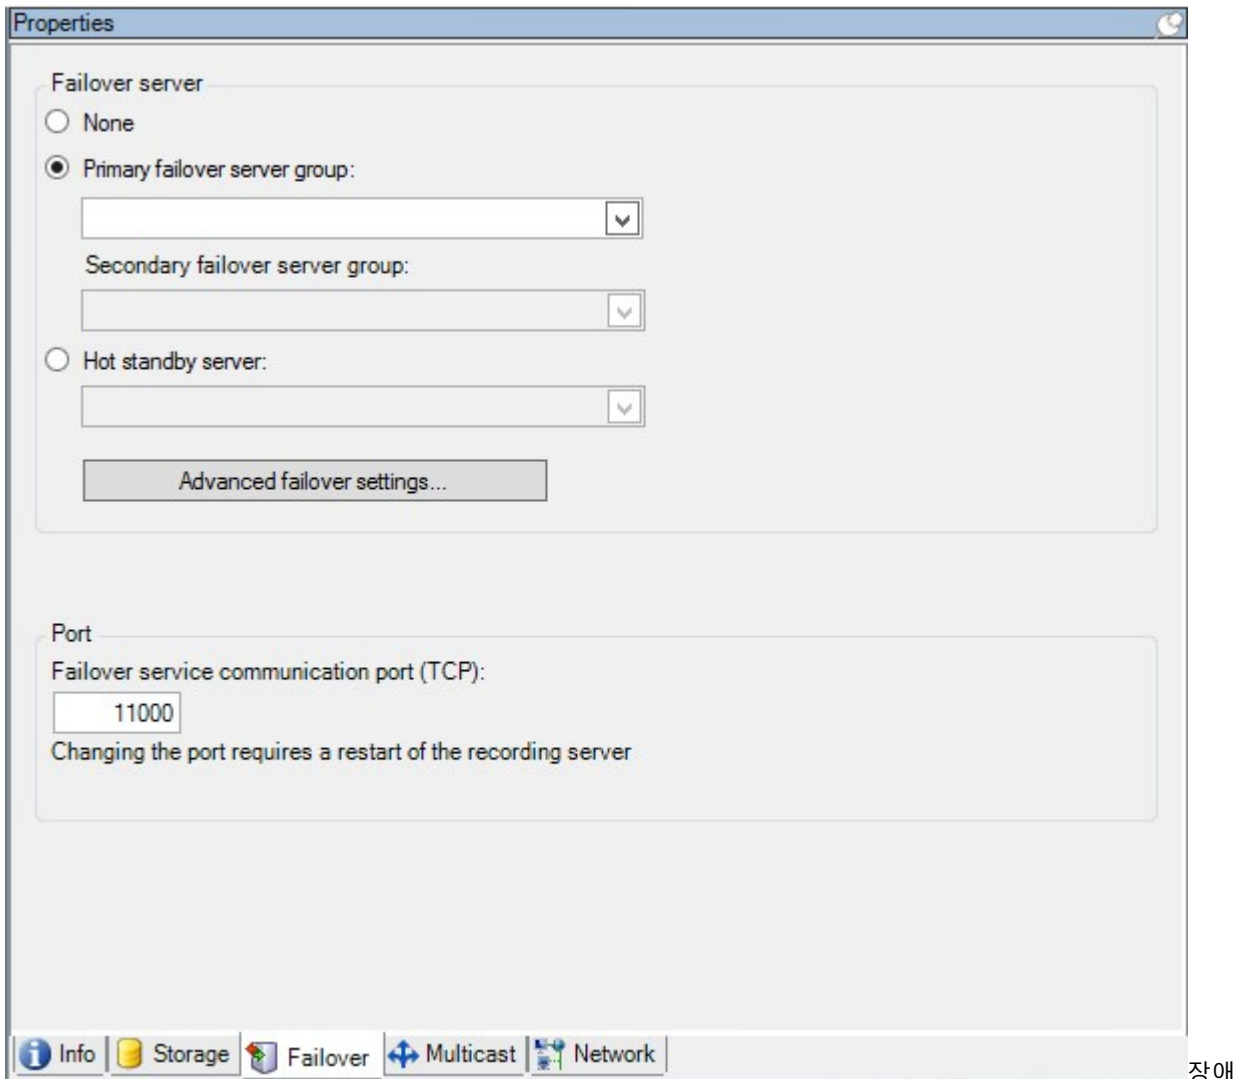 Properties
Failover server
None
Primary failover server group:
Secondary failover server group:
Hot standby server:
Advanced failover settings...
Port
Failover service communication port (TCP):
11000
Changing the port requires a restart of the recording server
Info Storage Failover Multicast Network
장애